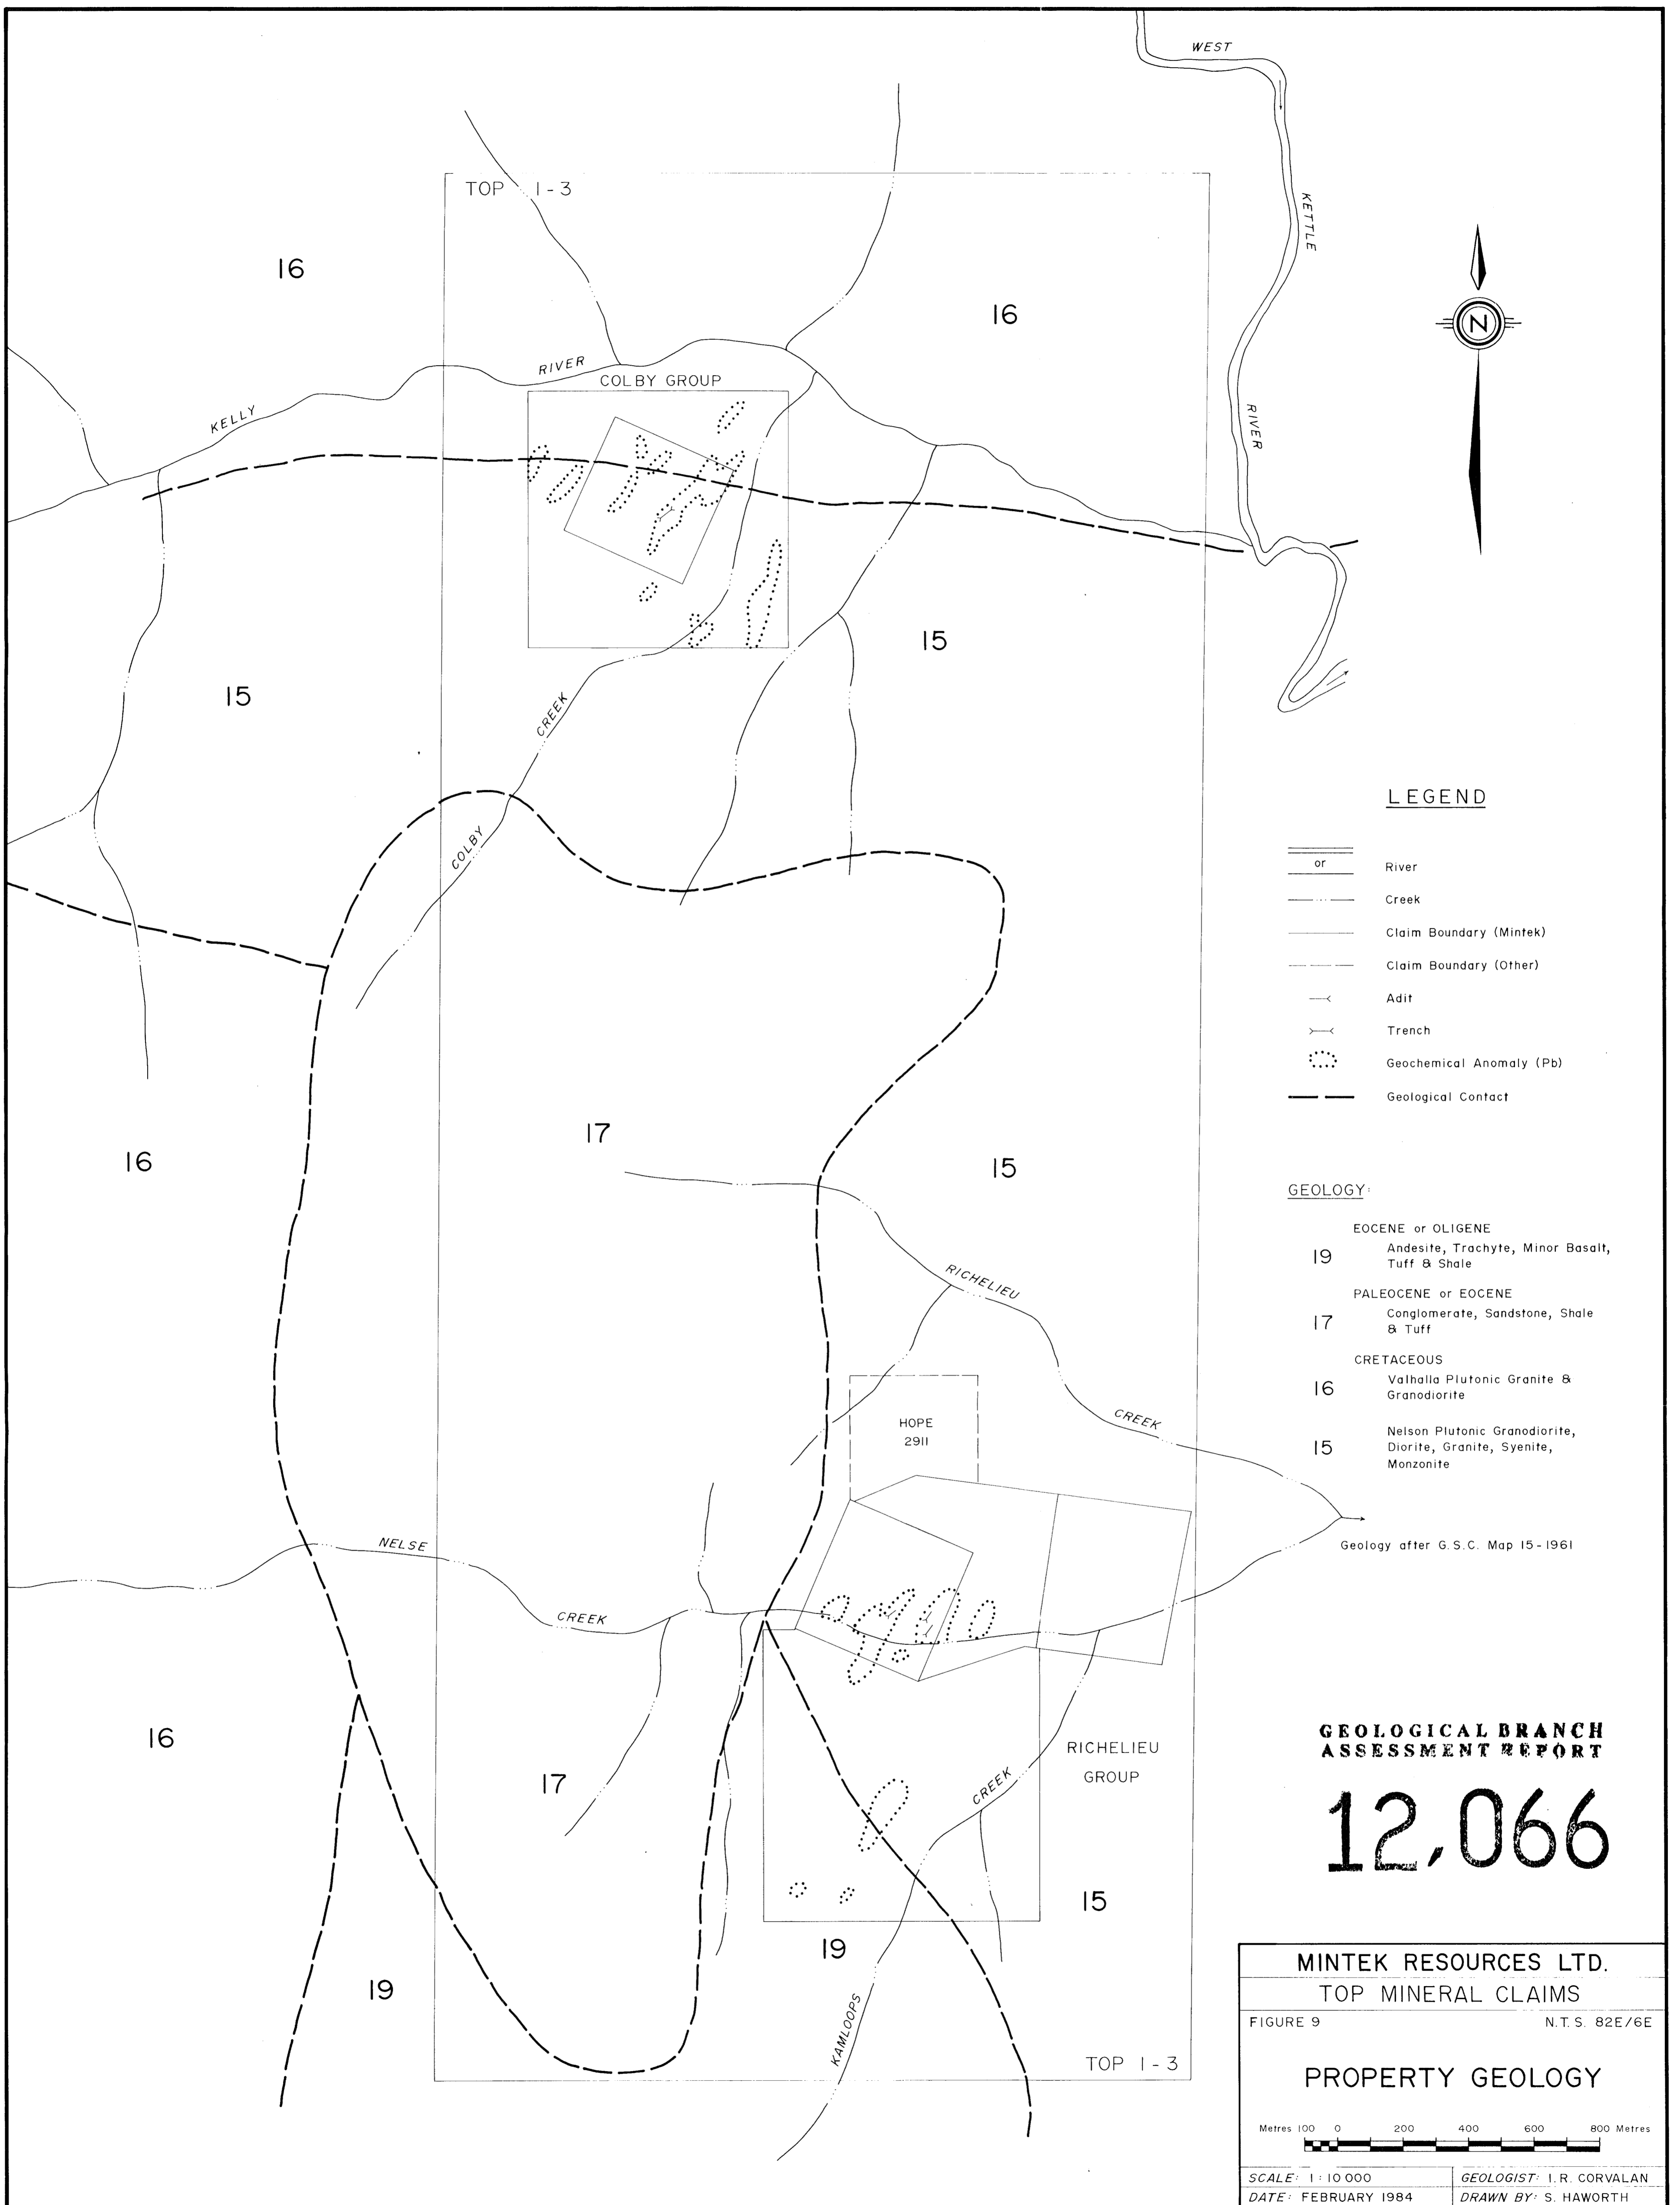 WEST
KETTLE
RIVER
TOP 1-3
16
16
N
RIVER
KELLY
COLBY GROUP
15
15
CREEK
COLBY
LEGEND
or
River
Creek
Claim Boundary (Mintek)
Claim Boundary (Other)
Adit
Trench
Geochemical Anomaly (Pb)
Geological Contact
17
16
15
GEOLOGY:
EOCENE or OLIGENE
19 Andesite, Trachyte, Minor Basalt,
Tuff & Shale
PALEOCENE or EOCENE
17 Conglomerate, Sandstone, Shale
& Tuff
CRETACEOUS
16 Valhalla Plutonic Granite &
Granodiorite
15 Nelson Plutonic Granodiorite,
Diorite, Granite, Syenite,
Monzonite
Geology after G.S.C. Map 15-1961
RICHELIEU
CREEK
HOPE
2911
NELSE
CREEK
16
17
RICHELIEU
GROUP
CREEK
KAMLOOPS
15
19
19
TOP 1-3
GEOLOGICAL BRANCH
ASSESSMENT REPORT
12,066
MINTEK RESOURCES LTD.
TOP MINERAL CLAIMS
FIGURE 9 N.T.S. 82E/6E
PROPERTY GEOLOGY
Metres 100 0 200 400 600 800 Metres
SCALE: 1:10 000 GEOLOGIST: I.R. CORVALAN
DATE: FEBRUARY 1984 DRAWN BY: S. HAWORTH